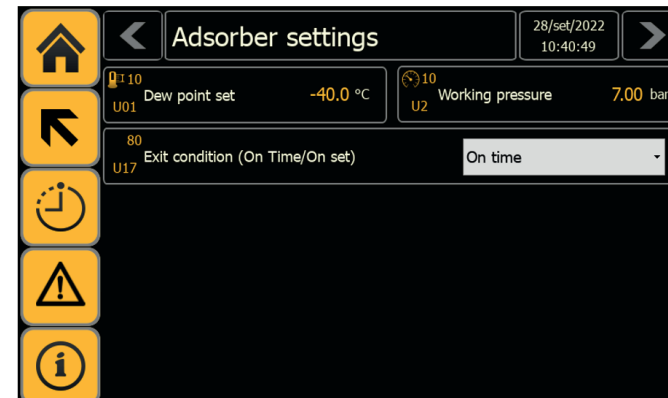 Adsorber settings
28/set/2022
10:40:49
10
U01
Dew point set
-40.0 °C
10
U2
Working pressure
7.00 bar
80
U17
Exit condition (On Time/On set)
On time
i